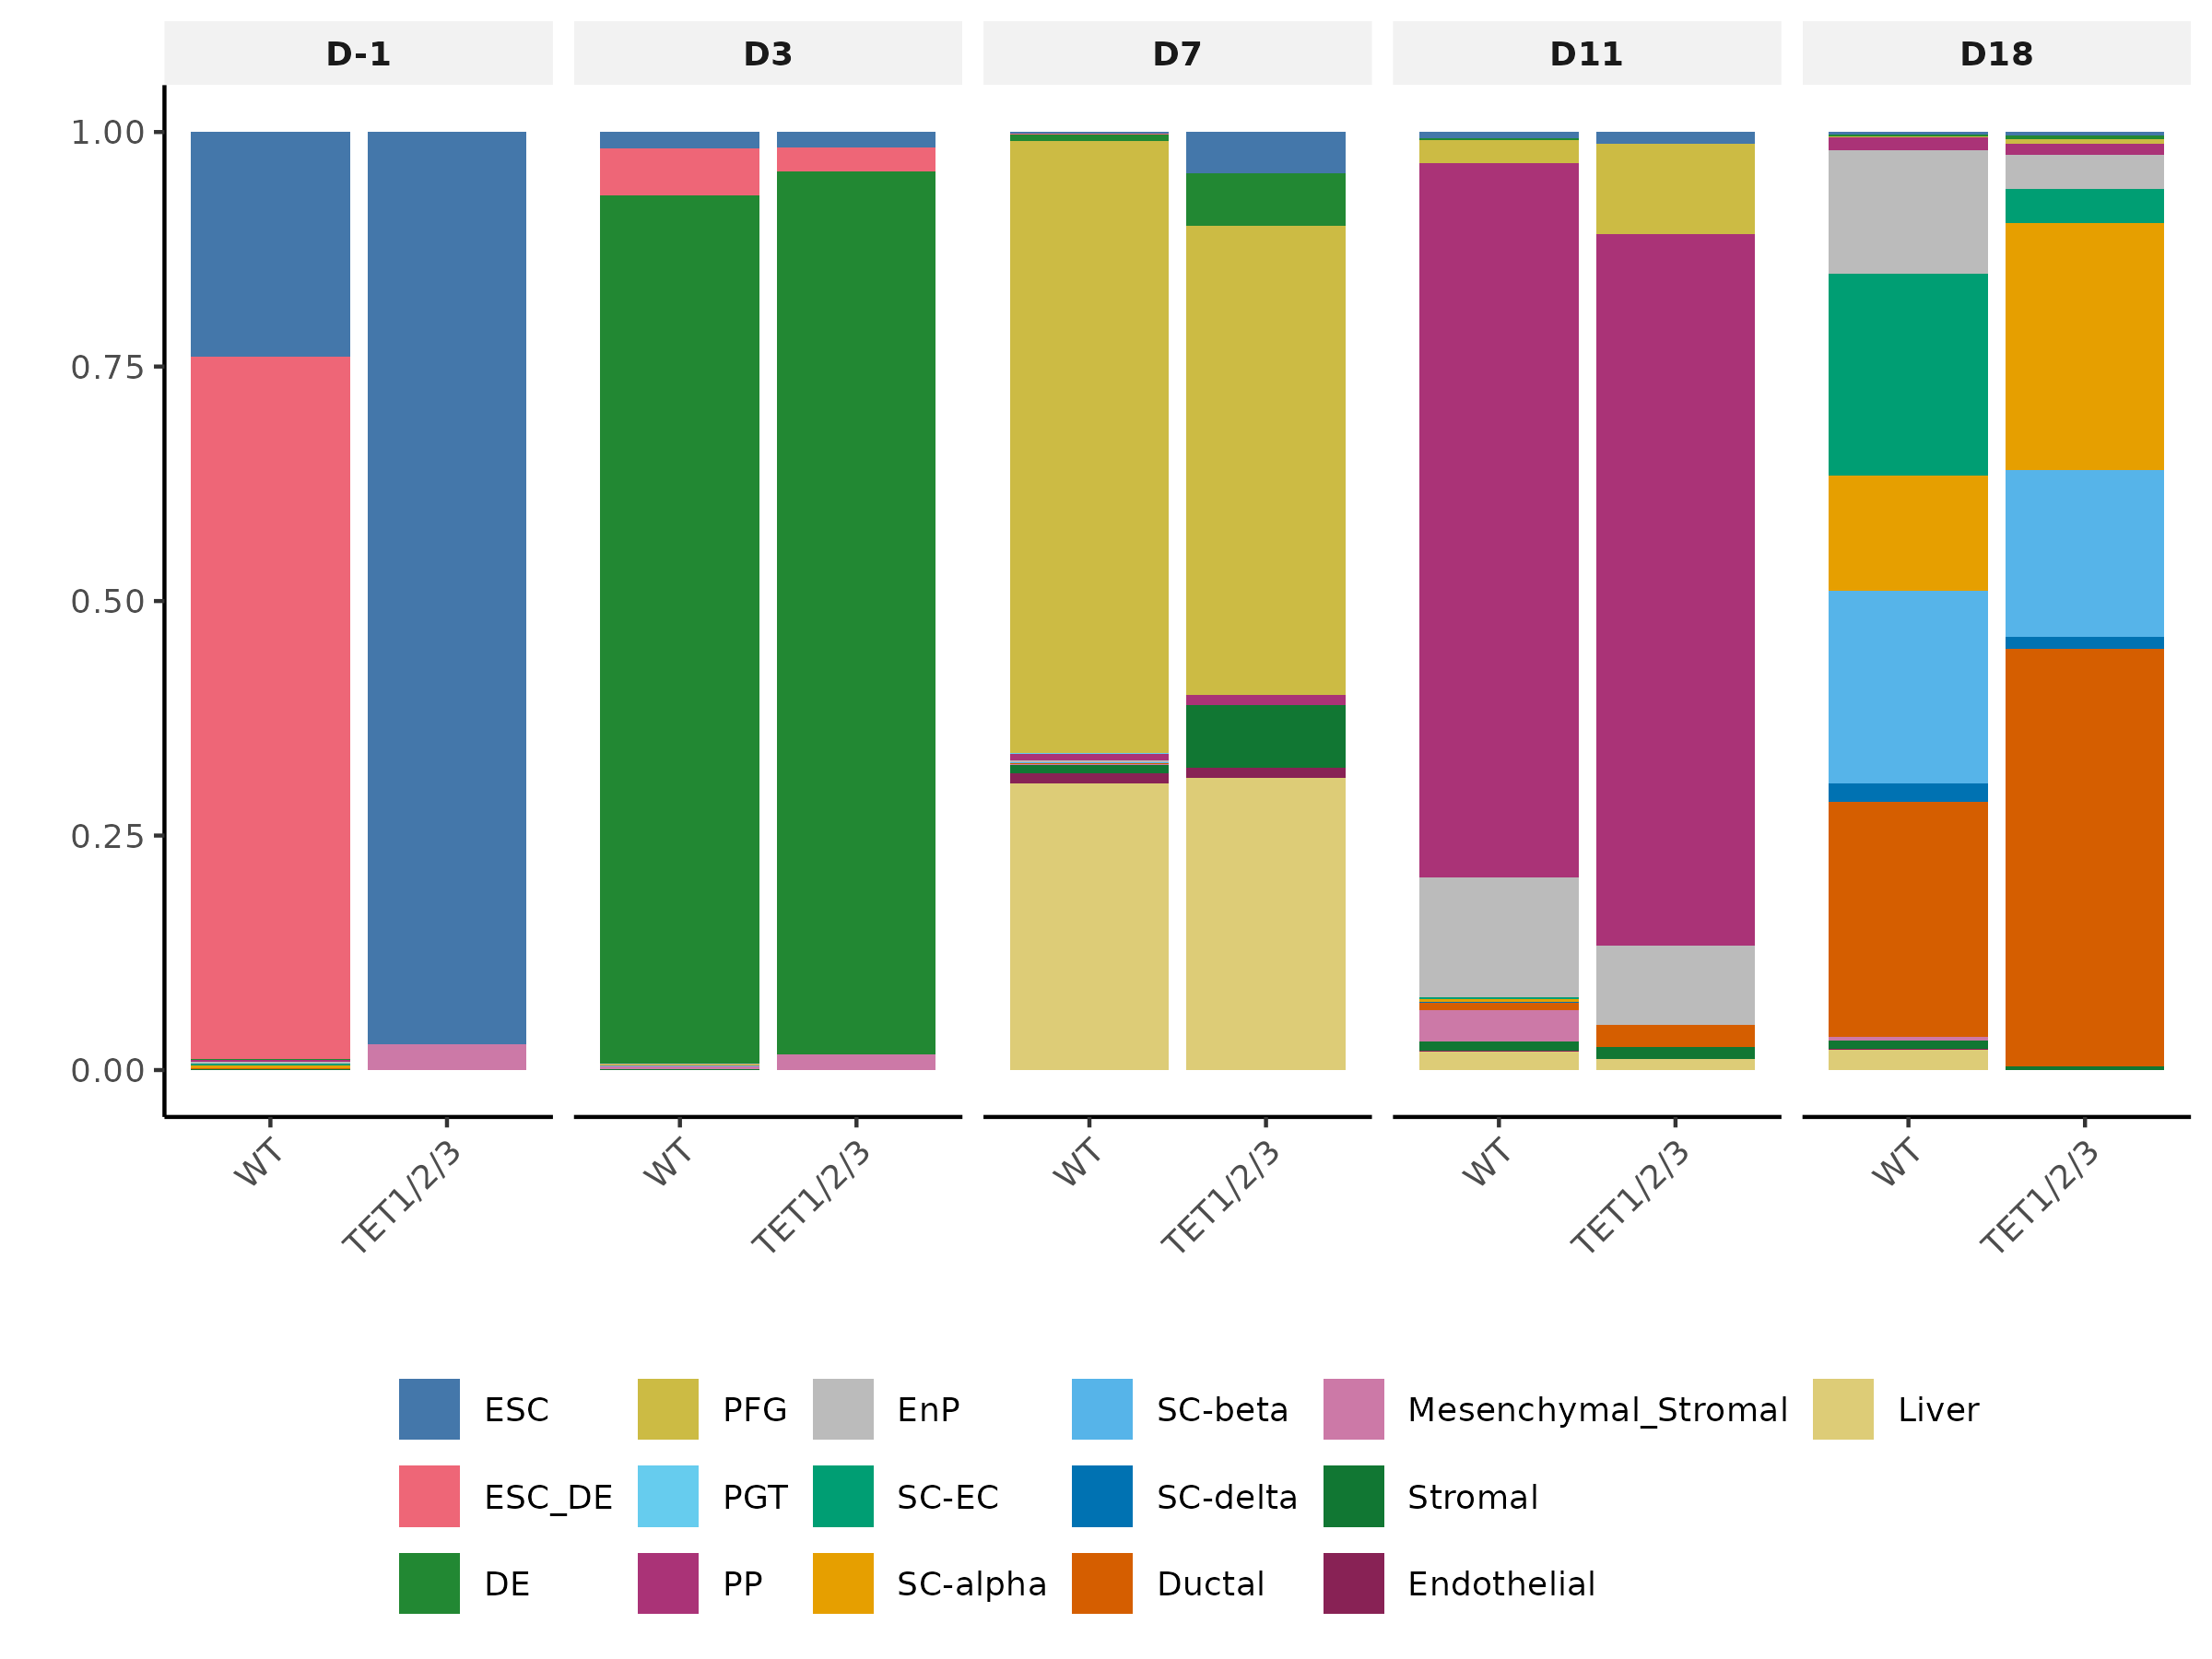 D-1 D3 D7 D11 D18
1.00
0.75
0.50
0.25
0.00
WT TET1/2/3 WT TET1/2/3 WT TET1/2/3 WT TET1/2/3 WT TET1/2/3
ESC PFG EnP SC-beta Mesenchymal_Stromal Liver
ESC_DE PGT SC-EC SC-delta Stromal
DE PP SC-alpha Ductal Endothelial